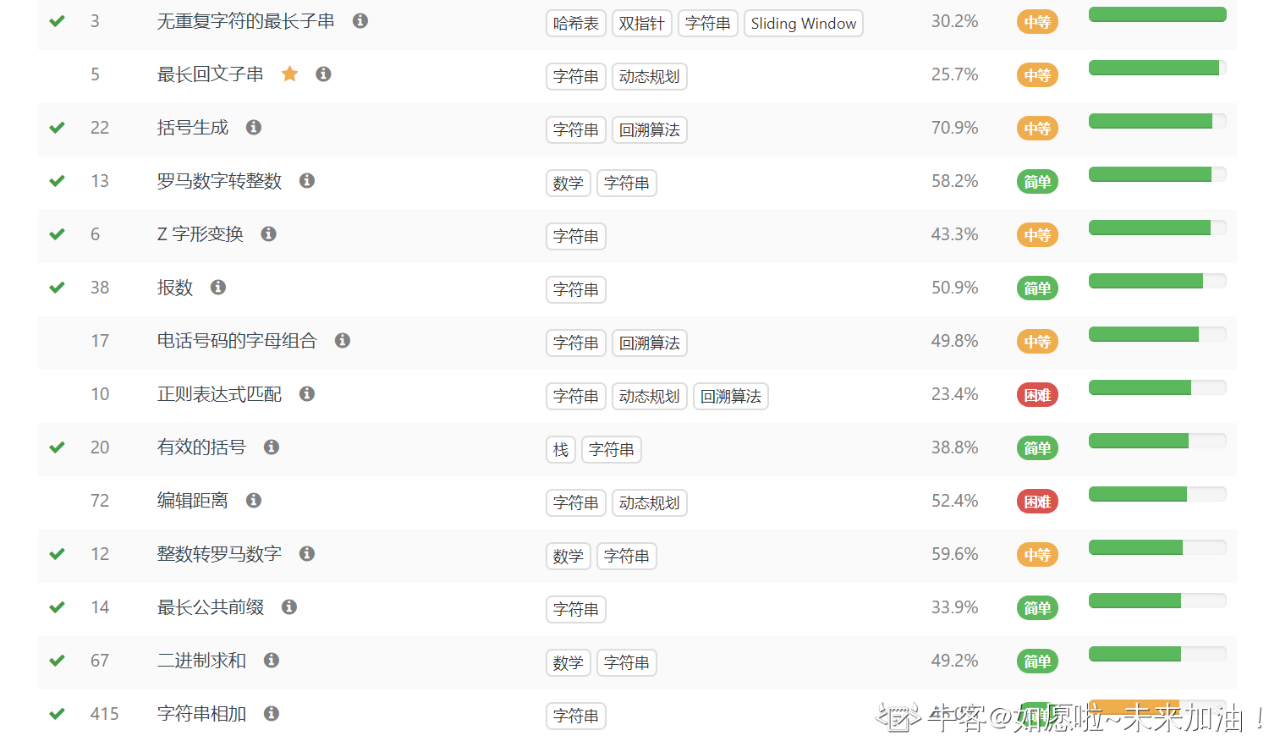 3 无重复字符的最长子串 哈希表 双指针 字符串 Sliding Window 30.2% 中等
5 最长回文子串 字符串 动态规划 25.7% 中等
22 括号生成 字符串 回溯算法 70.9% 中等
13 罗马数字转整数 数学 字符串 58.2% 简单
6 Z 字形变换 字符串 43.3% 中等
38 报数 字符串 50.9% 简单
17 电话号码的字母组合 字符串 回溯算法 49.8% 中等
10 正则表达式匹配 字符串 动态规划 回溯算法 23.4% 困难
20 有效的括号 栈 字符串 38.8% 简单
72 编辑距离 字符串 动态规划 52.4% 困难
12 整数转罗马数字 数学 字符串 59.6% 中等
14 最长公共前缀 字符串 33.9% 简单
67 二进制求和 数学 字符串 49.2% 简单
415 字符串相加 字符串
牛客@如愿啦~未来加油！